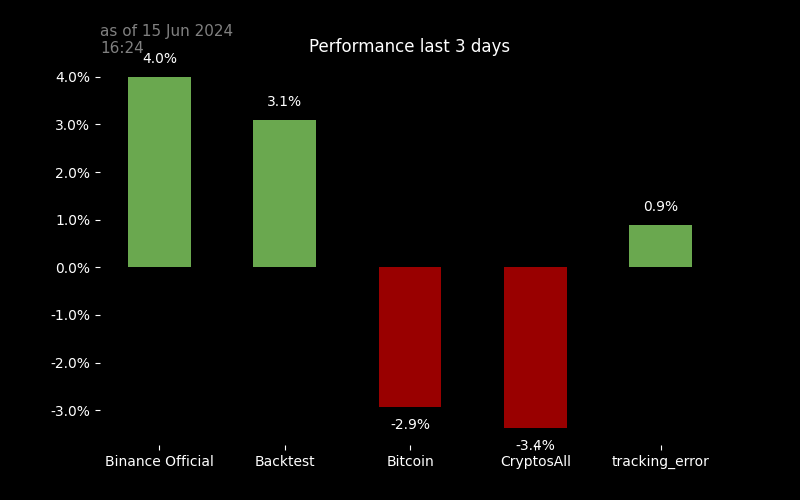 as of 15 Jun 2024
16:24
Performance last 3 days
4.0%
3.1%
-2.9%
-3.4%
0.9%
4.0%
3.0%
2.0%
1.0%
0.0%
-1.0%
-2.0%
-3.0%
Binance Official
Backtest
Bitcoin
CryptosAll
tracking_error